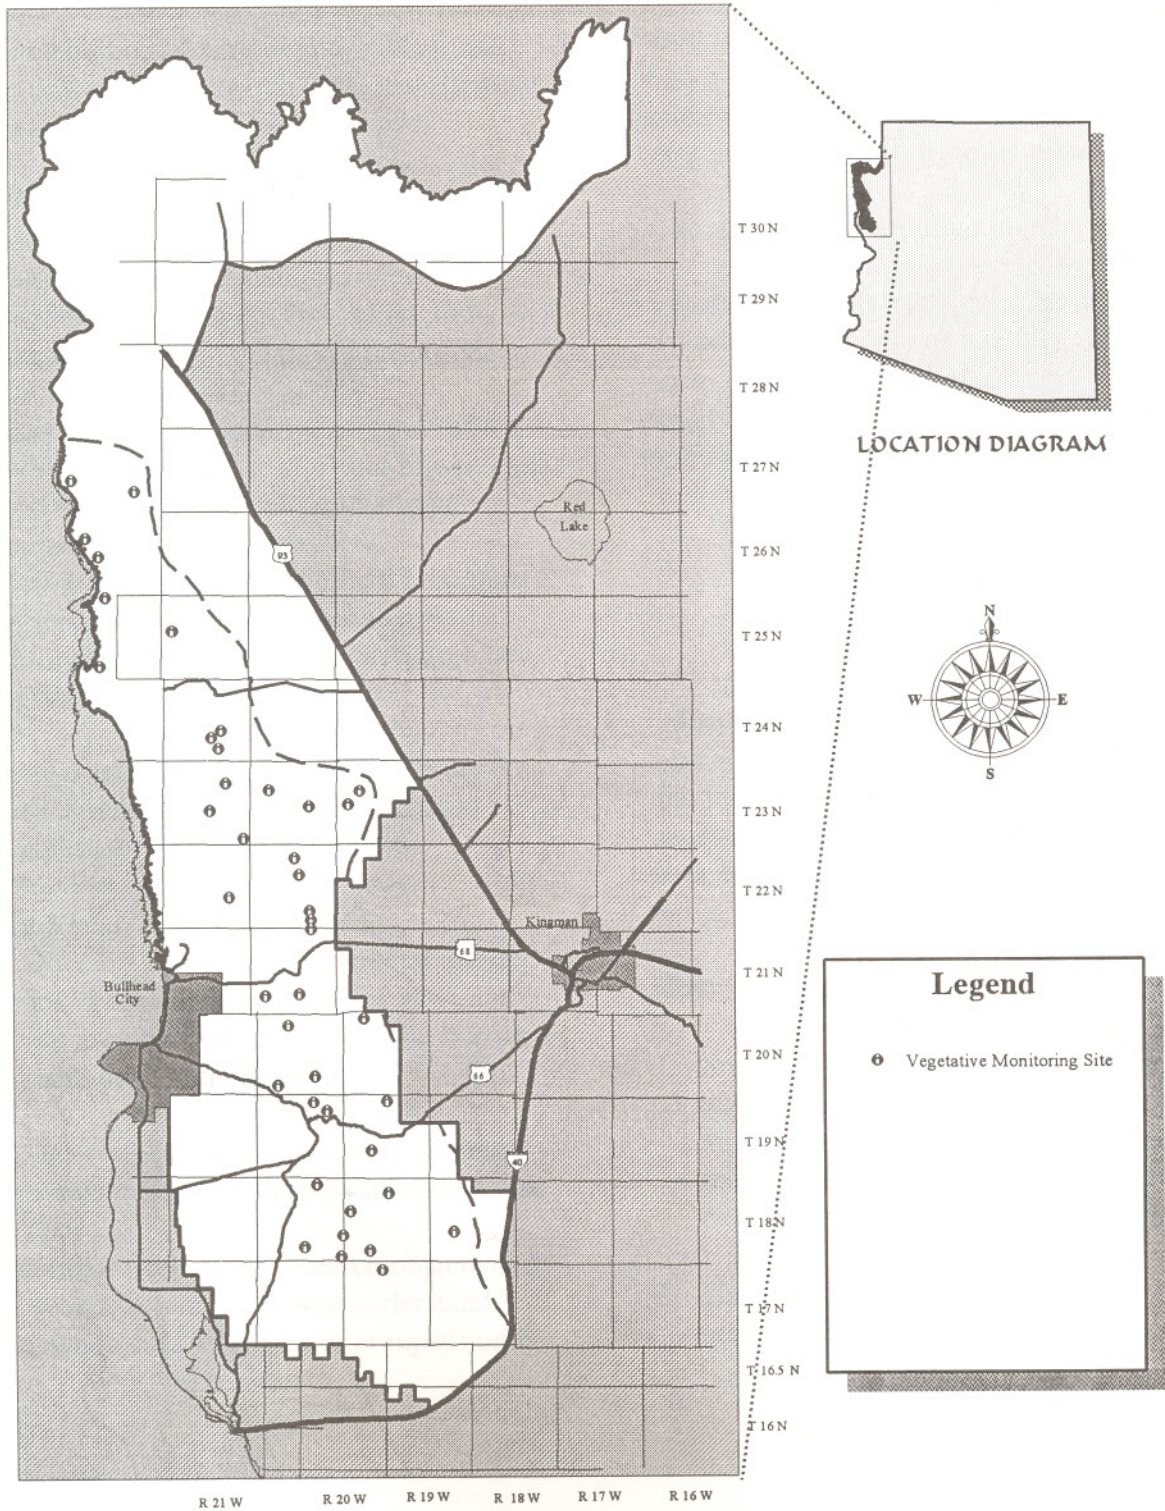 T 30 N
T 29 N
T 28 N
LOCATION DIAGRAM
T 27 N
Red
Lake
93
T 26 N
N
T 25 N
W
E
T 24 N
S
T 23 N
T 22 N
Kingman
68
T 21 N
Bullhead
City
Legend
T 20 N
Vegetative Monitoring Site
66
T 19 N
40
T 18 N
T 17 N
T 16.5 N
T 16 N
R 21 W
R 20 W
R 19 W
R 18 W
R 17 W
R 16 W